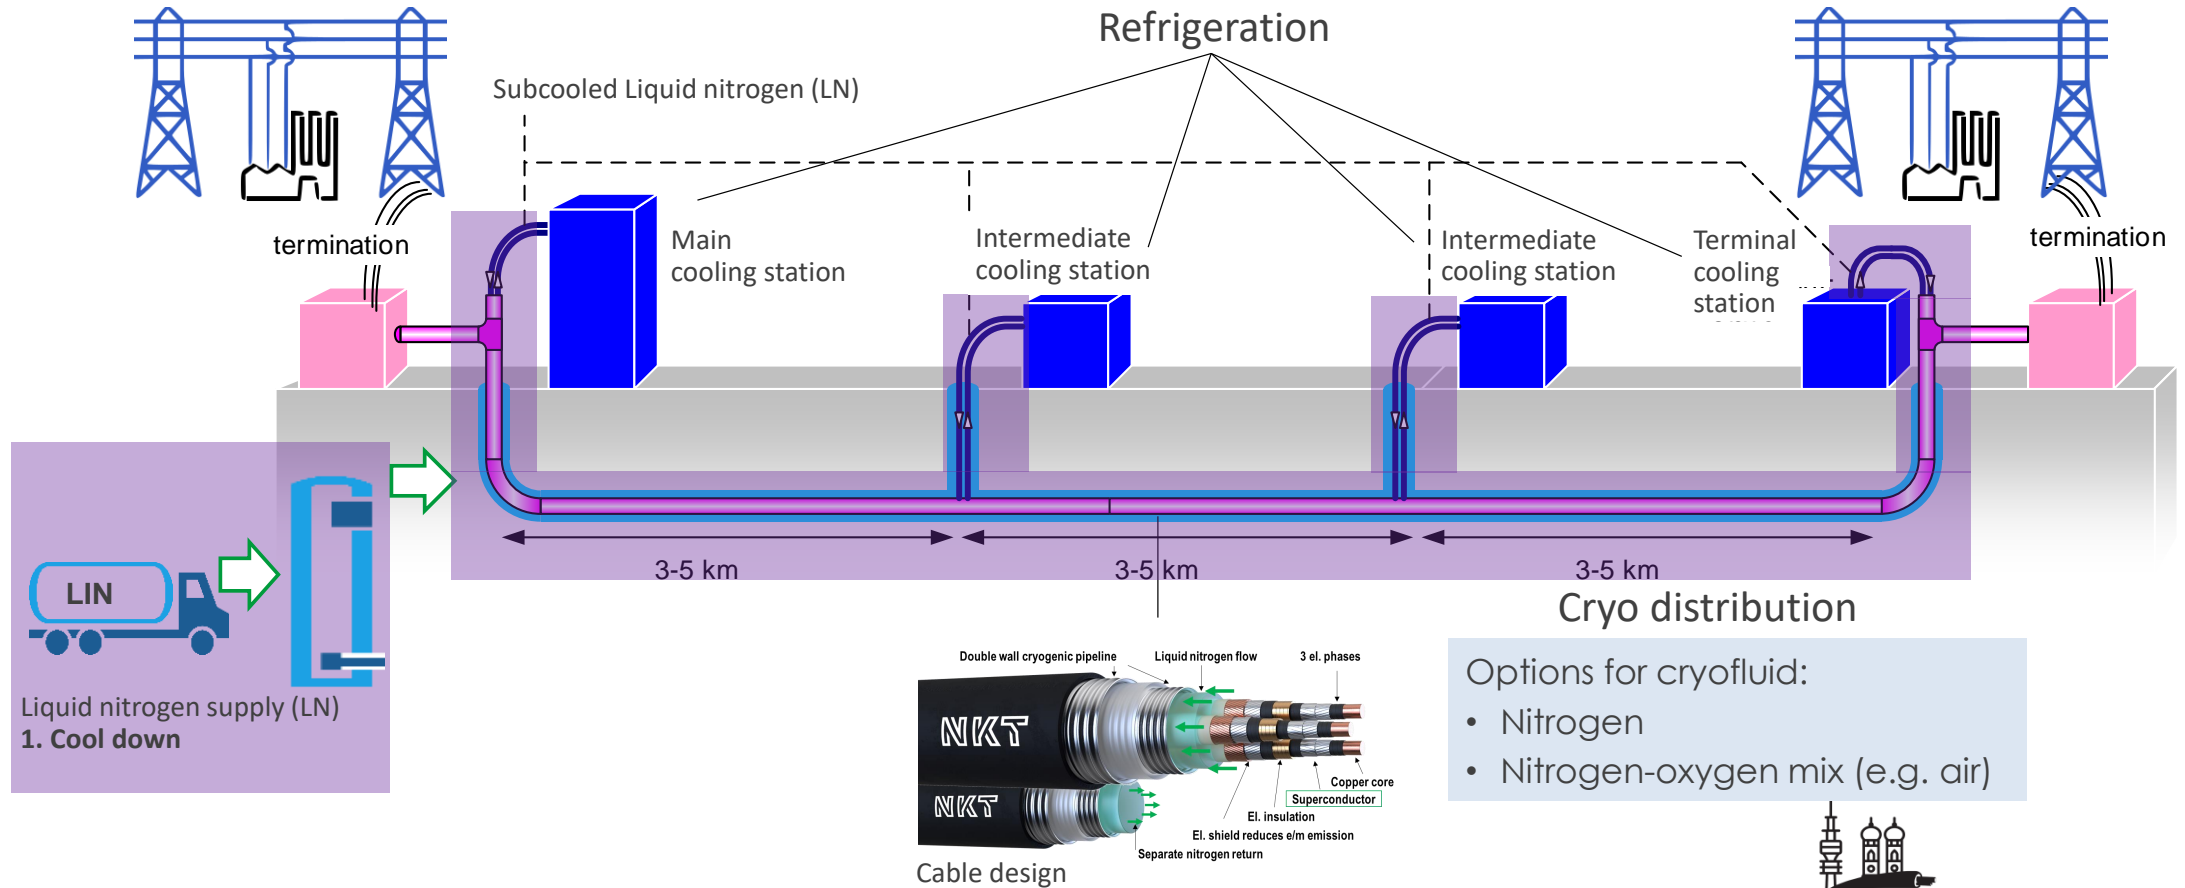 Refrigeration
Subcooled Liquid nitrogen (LN)
termination
Main
cooling station
Intermediate
cooling station
Intermediate
cooling station
Terminal
cooling
station
termination
3-5 km
3-5 km
3-5 km
LIN
Liquid nitrogen supply (LN)
1. Cool down
Cryo distribution
Options for cryofluid:
• Nitrogen
• Nitrogen-oxygen mix (e.g. air)
Double wall cryogenic pipeline
Liquid nitrogen flow
3 el. phases
NKT
NKT
Copper core
Superconductor
El. insulation
El. shield reduces e/m emission
Separate nitrogen return
Cable design